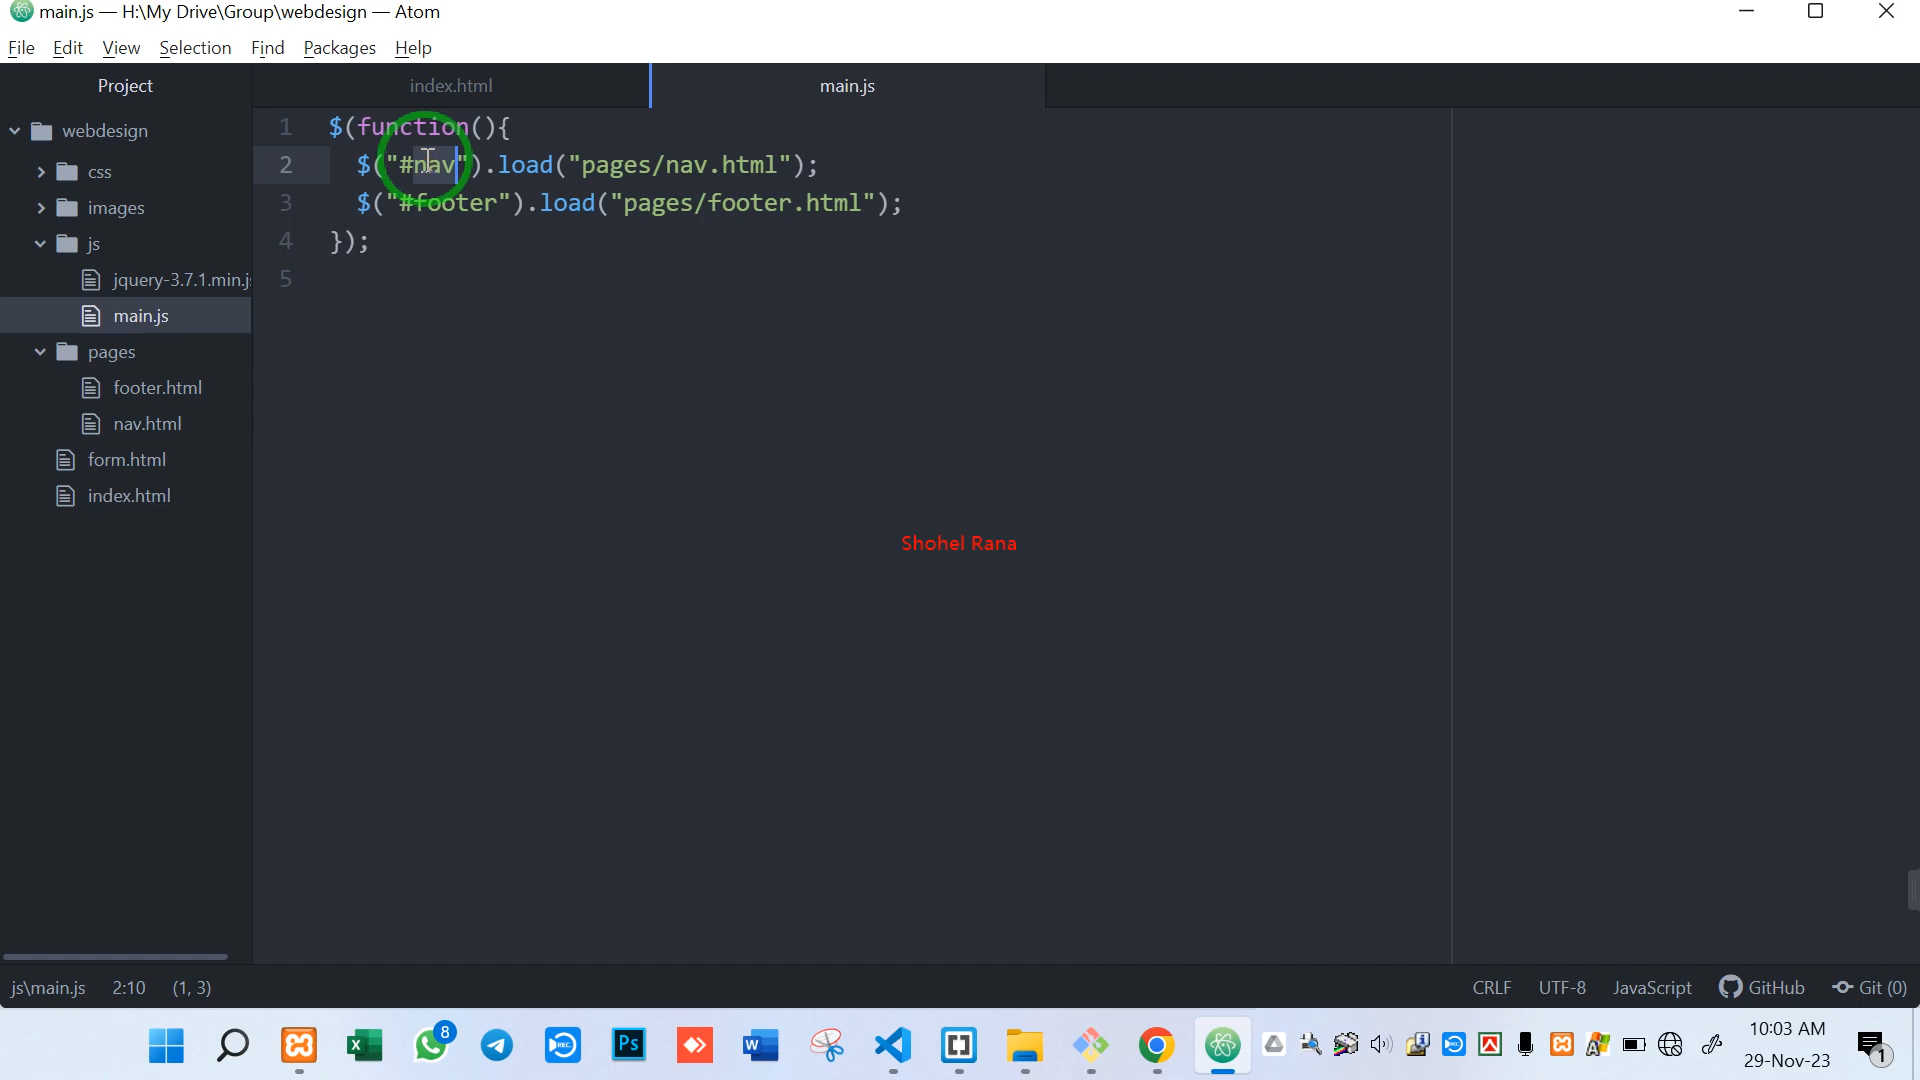 main.js — H:\My Drive\Group\webdesign — Atom
File Edit View Selection Find Packages Help
Project
index.html
main.js
webdesign
css
images
js
jquery-3.7.1.min.j
main.js
pages
footer.html
nav.html
form.html
index.html
1 $(function(){
2 $("#nav").load("pages/nav.html");
3 $("#footer").load("pages/footer.html");
4 });
5
Shohel Rana
js\main.js 2:10 (1, 3)
CRLF UTF-8 JavaScript GitHub Git (0)
8
Ps
W
REC
10:03 AM
29-Nov-23
1